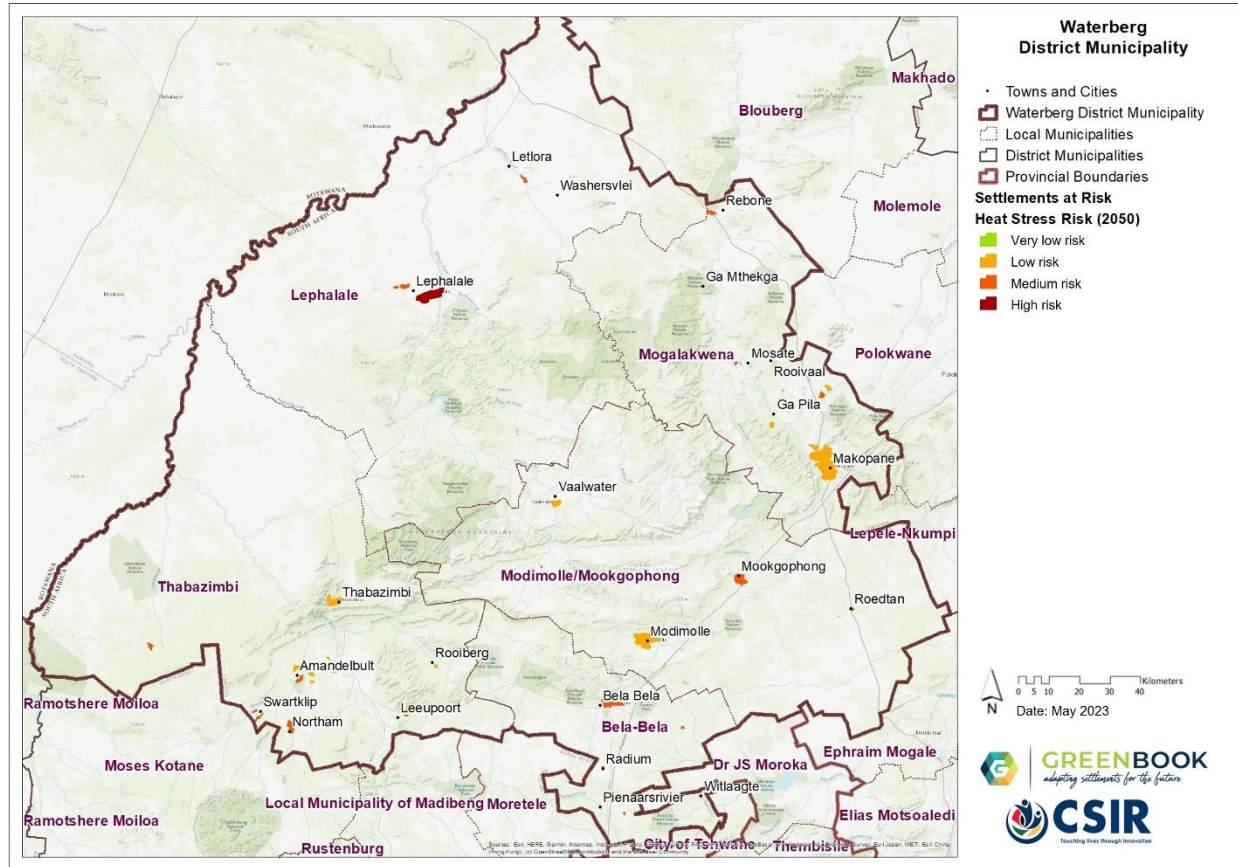 Waterberg
District Municipality
Towns and Cities
Waterberg District Municipality
Local Municipalities
District Municipalities
Provincial Boundaries
Settlements at Risk
Heat Stress Risk (2050)
Very low risk
Low risk
Medium risk
High risk
Makhado
Blouberg
Letlora
Washersvlei
Rebone
Molemole
BOTSWANA
SOUTH AFRICA
Ga Mthekga
Lephalale
Lephalale
Mogalakwena
Mosate
Polokwane
Rooivaal
Ga Pila
Makopane
Vaalwater
Lepele-Nkumpi
Modimolle/Mookgophong
Mookgophong
Thabazimbi
Thabazimbi
Roedtan
BOTSWANA
SOUTH AFRICA
Modimolle
Rooiberg
Amandelbult
Ramotshere Moiloa
Swartklip
Leeupoort
Bela Bela
Northam
Bela-Bela
Ephraim Mogale
Moses Kotane
Radium
Dr JS Moroka
Local Municipality of Madibeng
Moretele
Witlaagte
Pienaarsrivier
Elias Motsoaledi
Ramotshere Moiloa
Rustenburg
City of Tshwane
Thembisile
Kilometers
0 5 10 20 30 40
N
Date: May 2023
G
GREENBOOK
adapting settlements for the future
CSIR
Touching lives through innovation